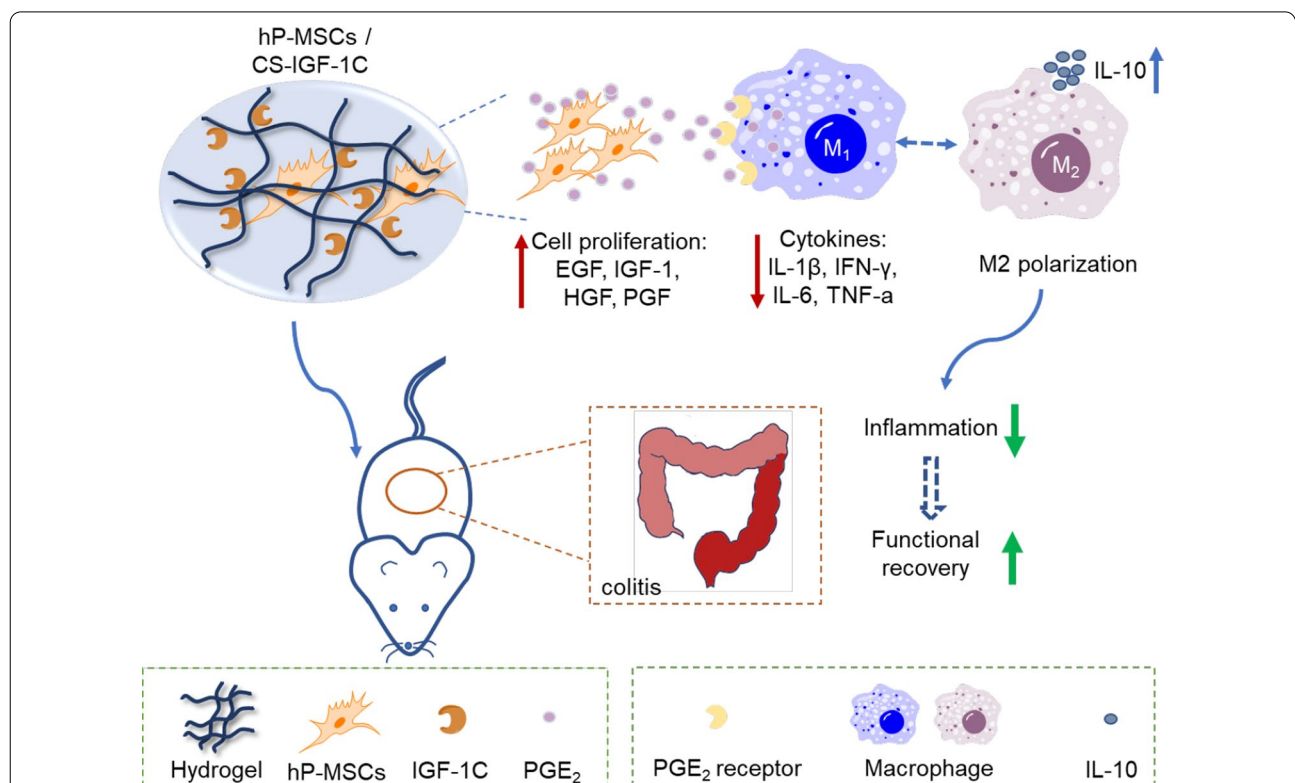 hP-MSCs /
CS-IGF-1C
IL-10
M₁
M₂
Cell proliferation:
EGF, IGF-1,
HGF, PGF
Cytokines:
IL-1β, IFN-γ,
IL-6, TNF-a
M2 polarization
Inflammation
Functional
recovery
colitis
Hydrogel
hP-MSCs
IGF-1C
PGE₂
PGE₂ receptor
Macrophage
IL-10